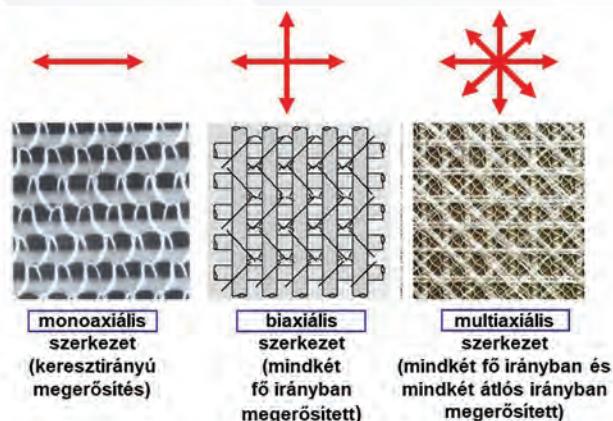 monoaxiális
szerkezet
(keresztirányú
megerősítés)
biaxiális
szerkezet
(mindkét
fő irányban
megerősített)
multiaxiális
szerkezet
(mindkét fő irányban és
mindkét átlós irányban
megerősített)